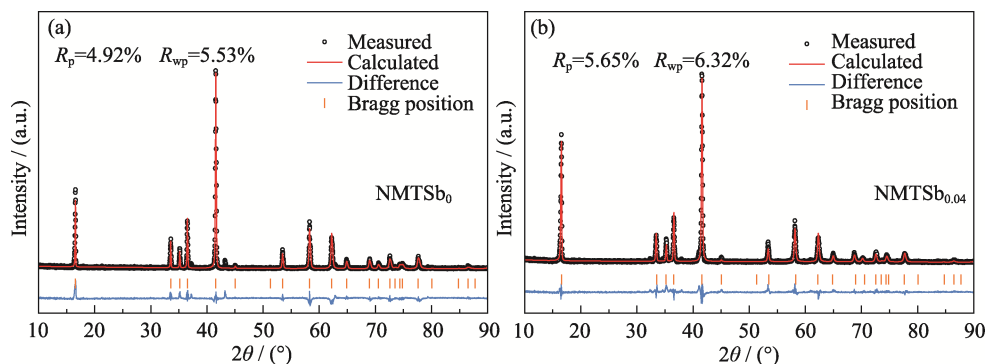 (a)
Rp=4.92% Rwp=5.53%
Measured
Calculated
Difference
Bragg position
NMTSb0
Intensity / (a.u.)
10 20 30 40 50 60 70 80 90
2θ / (°)
(b)
Rp=5.65% Rwp=6.32%
Measured
Calculated
Difference
Bragg position
NMTSb0.04
Intensity / (a.u.)
10 20 30 40 50 60 70 80 90
2θ / (°)